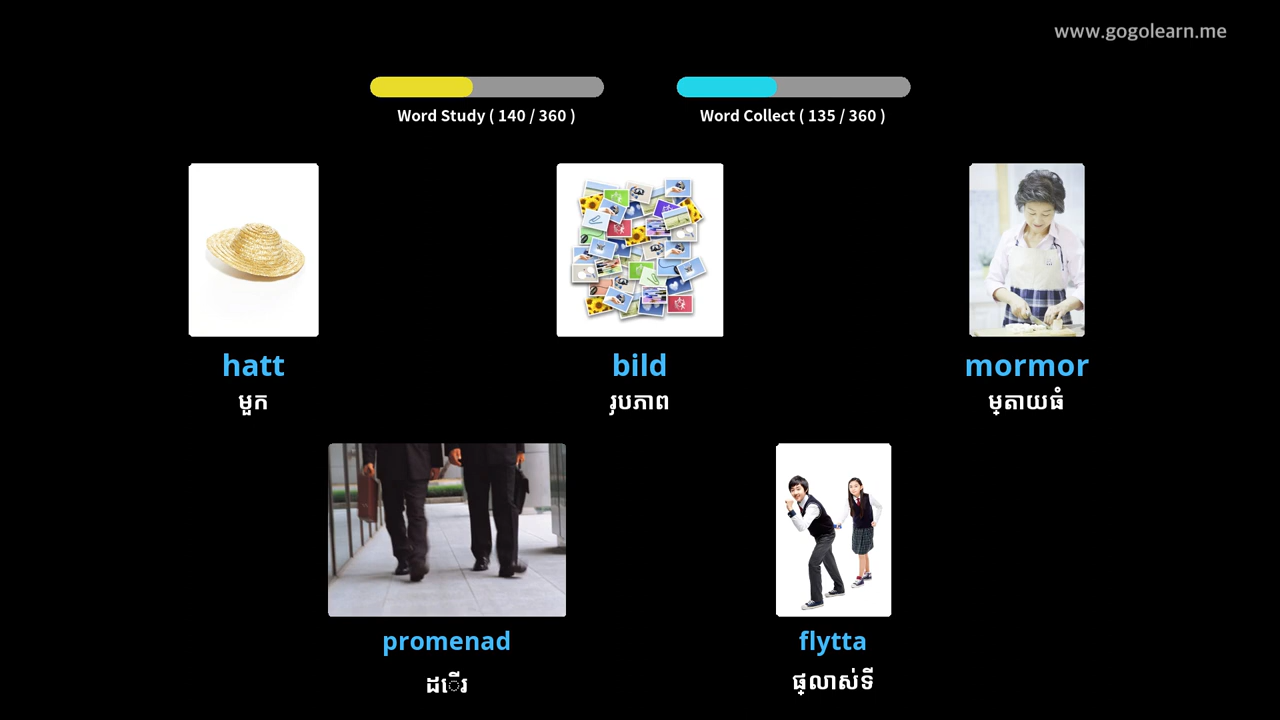 www.gogolearn.me
Word Study ( 140 / 360 )
Word Collect ( 135 / 360 )
hatt
មួក
bild
រូបភាព
mormor
ម្តាយធំ
promenad
ដើរ
flytta
ផ្លាស់ទី